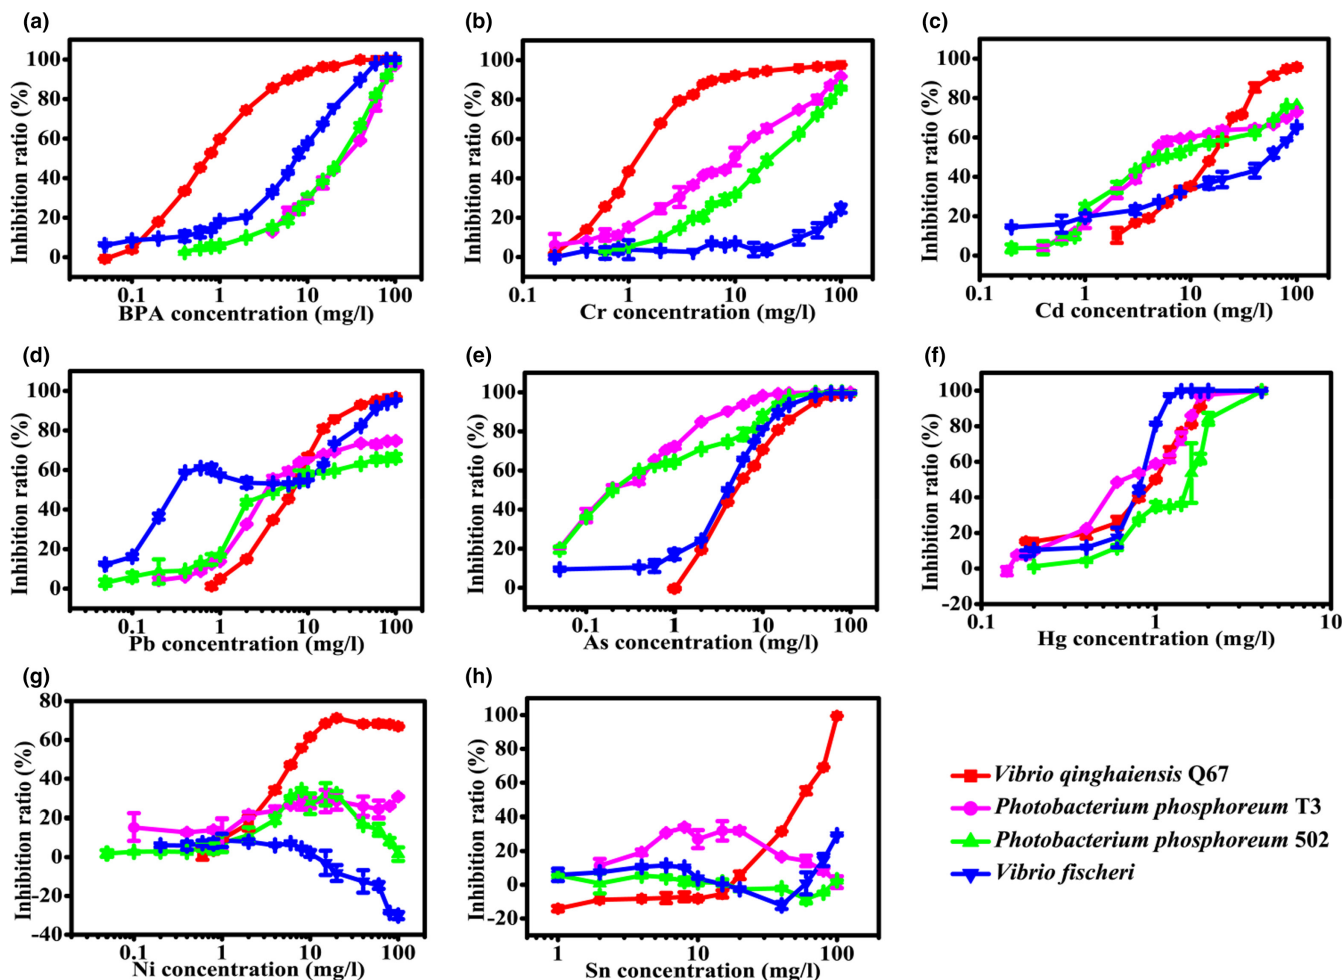 (a)
Inhibition ratio (%)
100
80
60
40
20
0
0.1 1 10 100
BPA concentration (mg/l)
(b)
Inhibition ratio (%)
100
80
60
40
20
0
0.1 1 10 100
Cr concentration (mg/l)
(c)
Inhibition ratio (%)
100
80
60
40
20
0
0.1 1 10 100
Cd concentration (mg/l)
(d)
Inhibition ratio (%)
100
80
60
40
20
0
0.1 1 10 100
Pb concentration (mg/l)
(e)
Inhibition ratio (%)
100
80
60
40
20
0
0.1 1 10 100
As concentration (mg/l)
(f)
Inhibition ratio (%)
100
80
60
40
20
0
-20
0.1 1 10
Hg concentration (mg/l)
(g)
Inhibition ratio (%)
80
60
40
20
0
-20
-40
0.1 1 10 100
Ni concentration (mg/l)
(h)
Inhibition ratio (%)
100
80
60
40
20
0
-20
1 10 100
Sn concentration (mg/l)
Vibrio qinghaiensis Q67
Photobacterium phosphoreum T3
Photobacterium phosphoreum 502
Vibrio fischeri